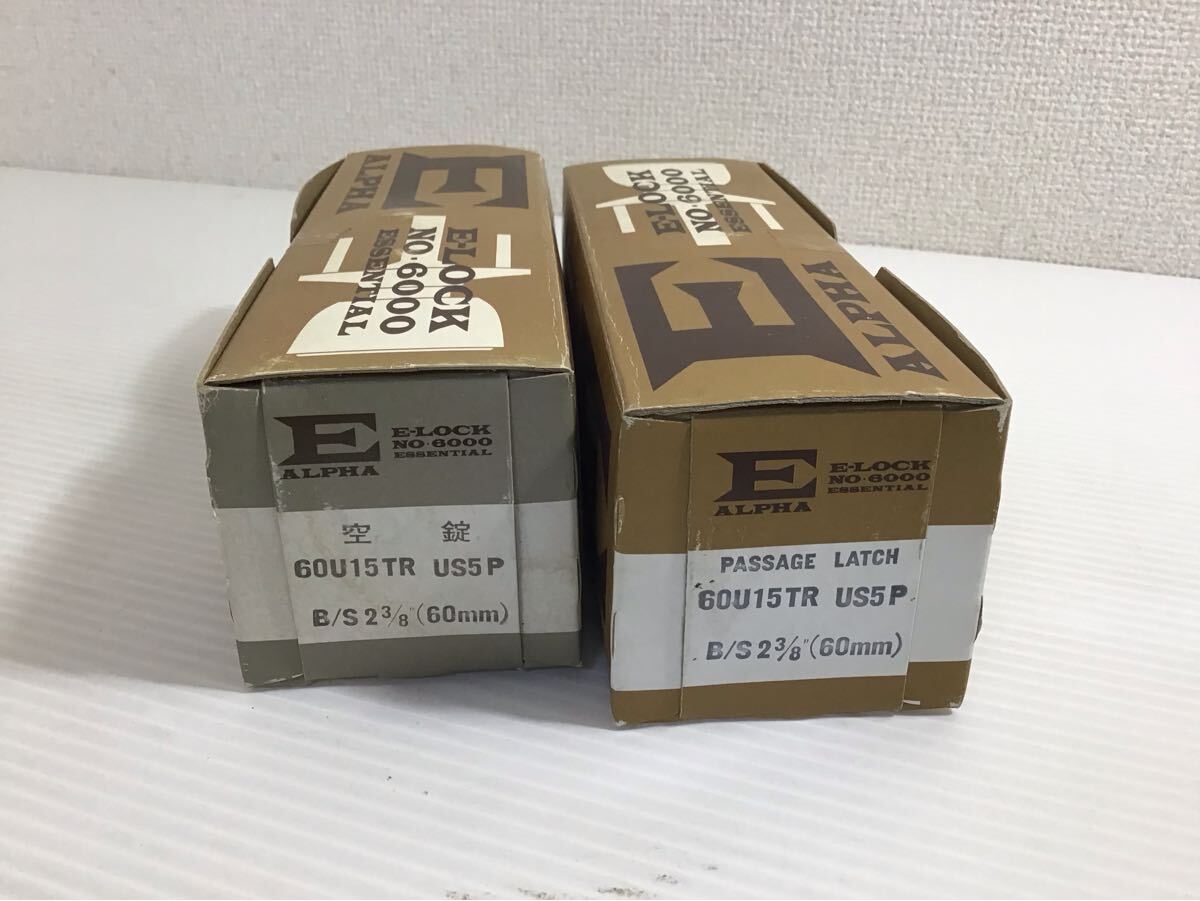 E
ALPHA
E-LOCK
NO·6000
ESSENTIAL
E
ALPHA
E-LOCK
NO·6000
ESSENTIAL
空 錠
60U15TR US5P
B/S 2 3/8" (60mm)
E-LOCK
NO·6000
ESSENTIAL
E
ALPHA
E
ALPHA
E-LOCK
NO·6000
ESSENTIAL
PASSAGE LATCH
60U15TR US5P
B/S 2 3/8" (60mm)